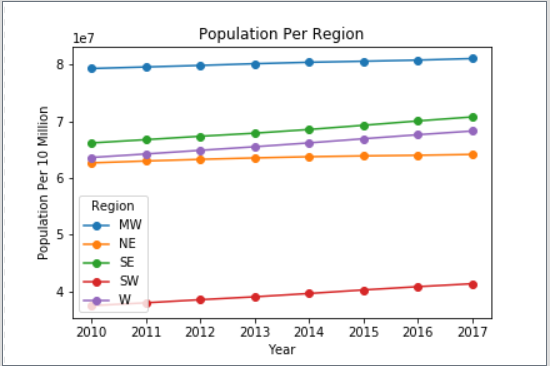 Population Per Region
1e7
8
7
6
5
4
Population Per 10 Million
Region
MW
NE
SE
SW
W
2010 2011 2012 2013 2014 2015 2016 2017
Year